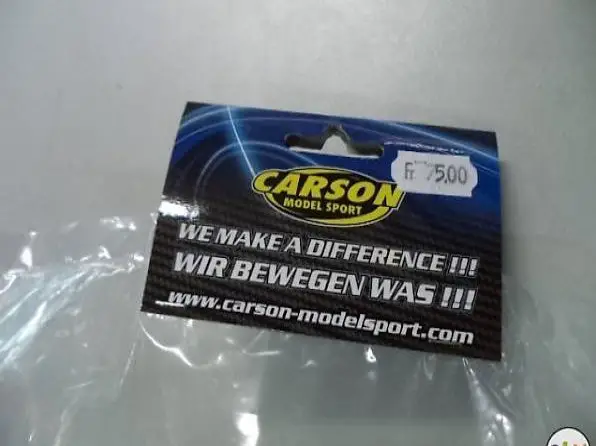 Fr 75.00
CARSON
MODEL SPORT
WE MAKE A DIFFERENCE !!!
WIR BEWEGEN WAS !!!
www.carson-modelsport.com